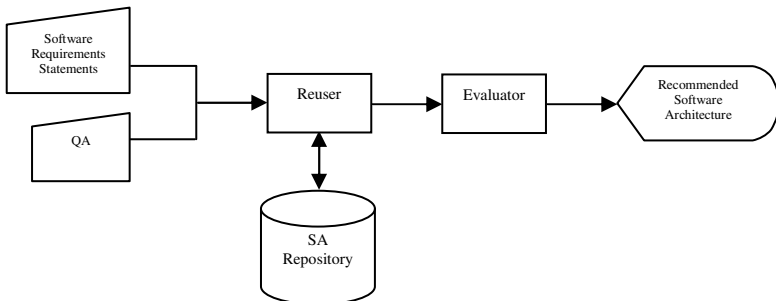 Software
Requirements
Statements
QA
Reuser
Evaluator
Recommended
Software
Architecture
SA
Repository